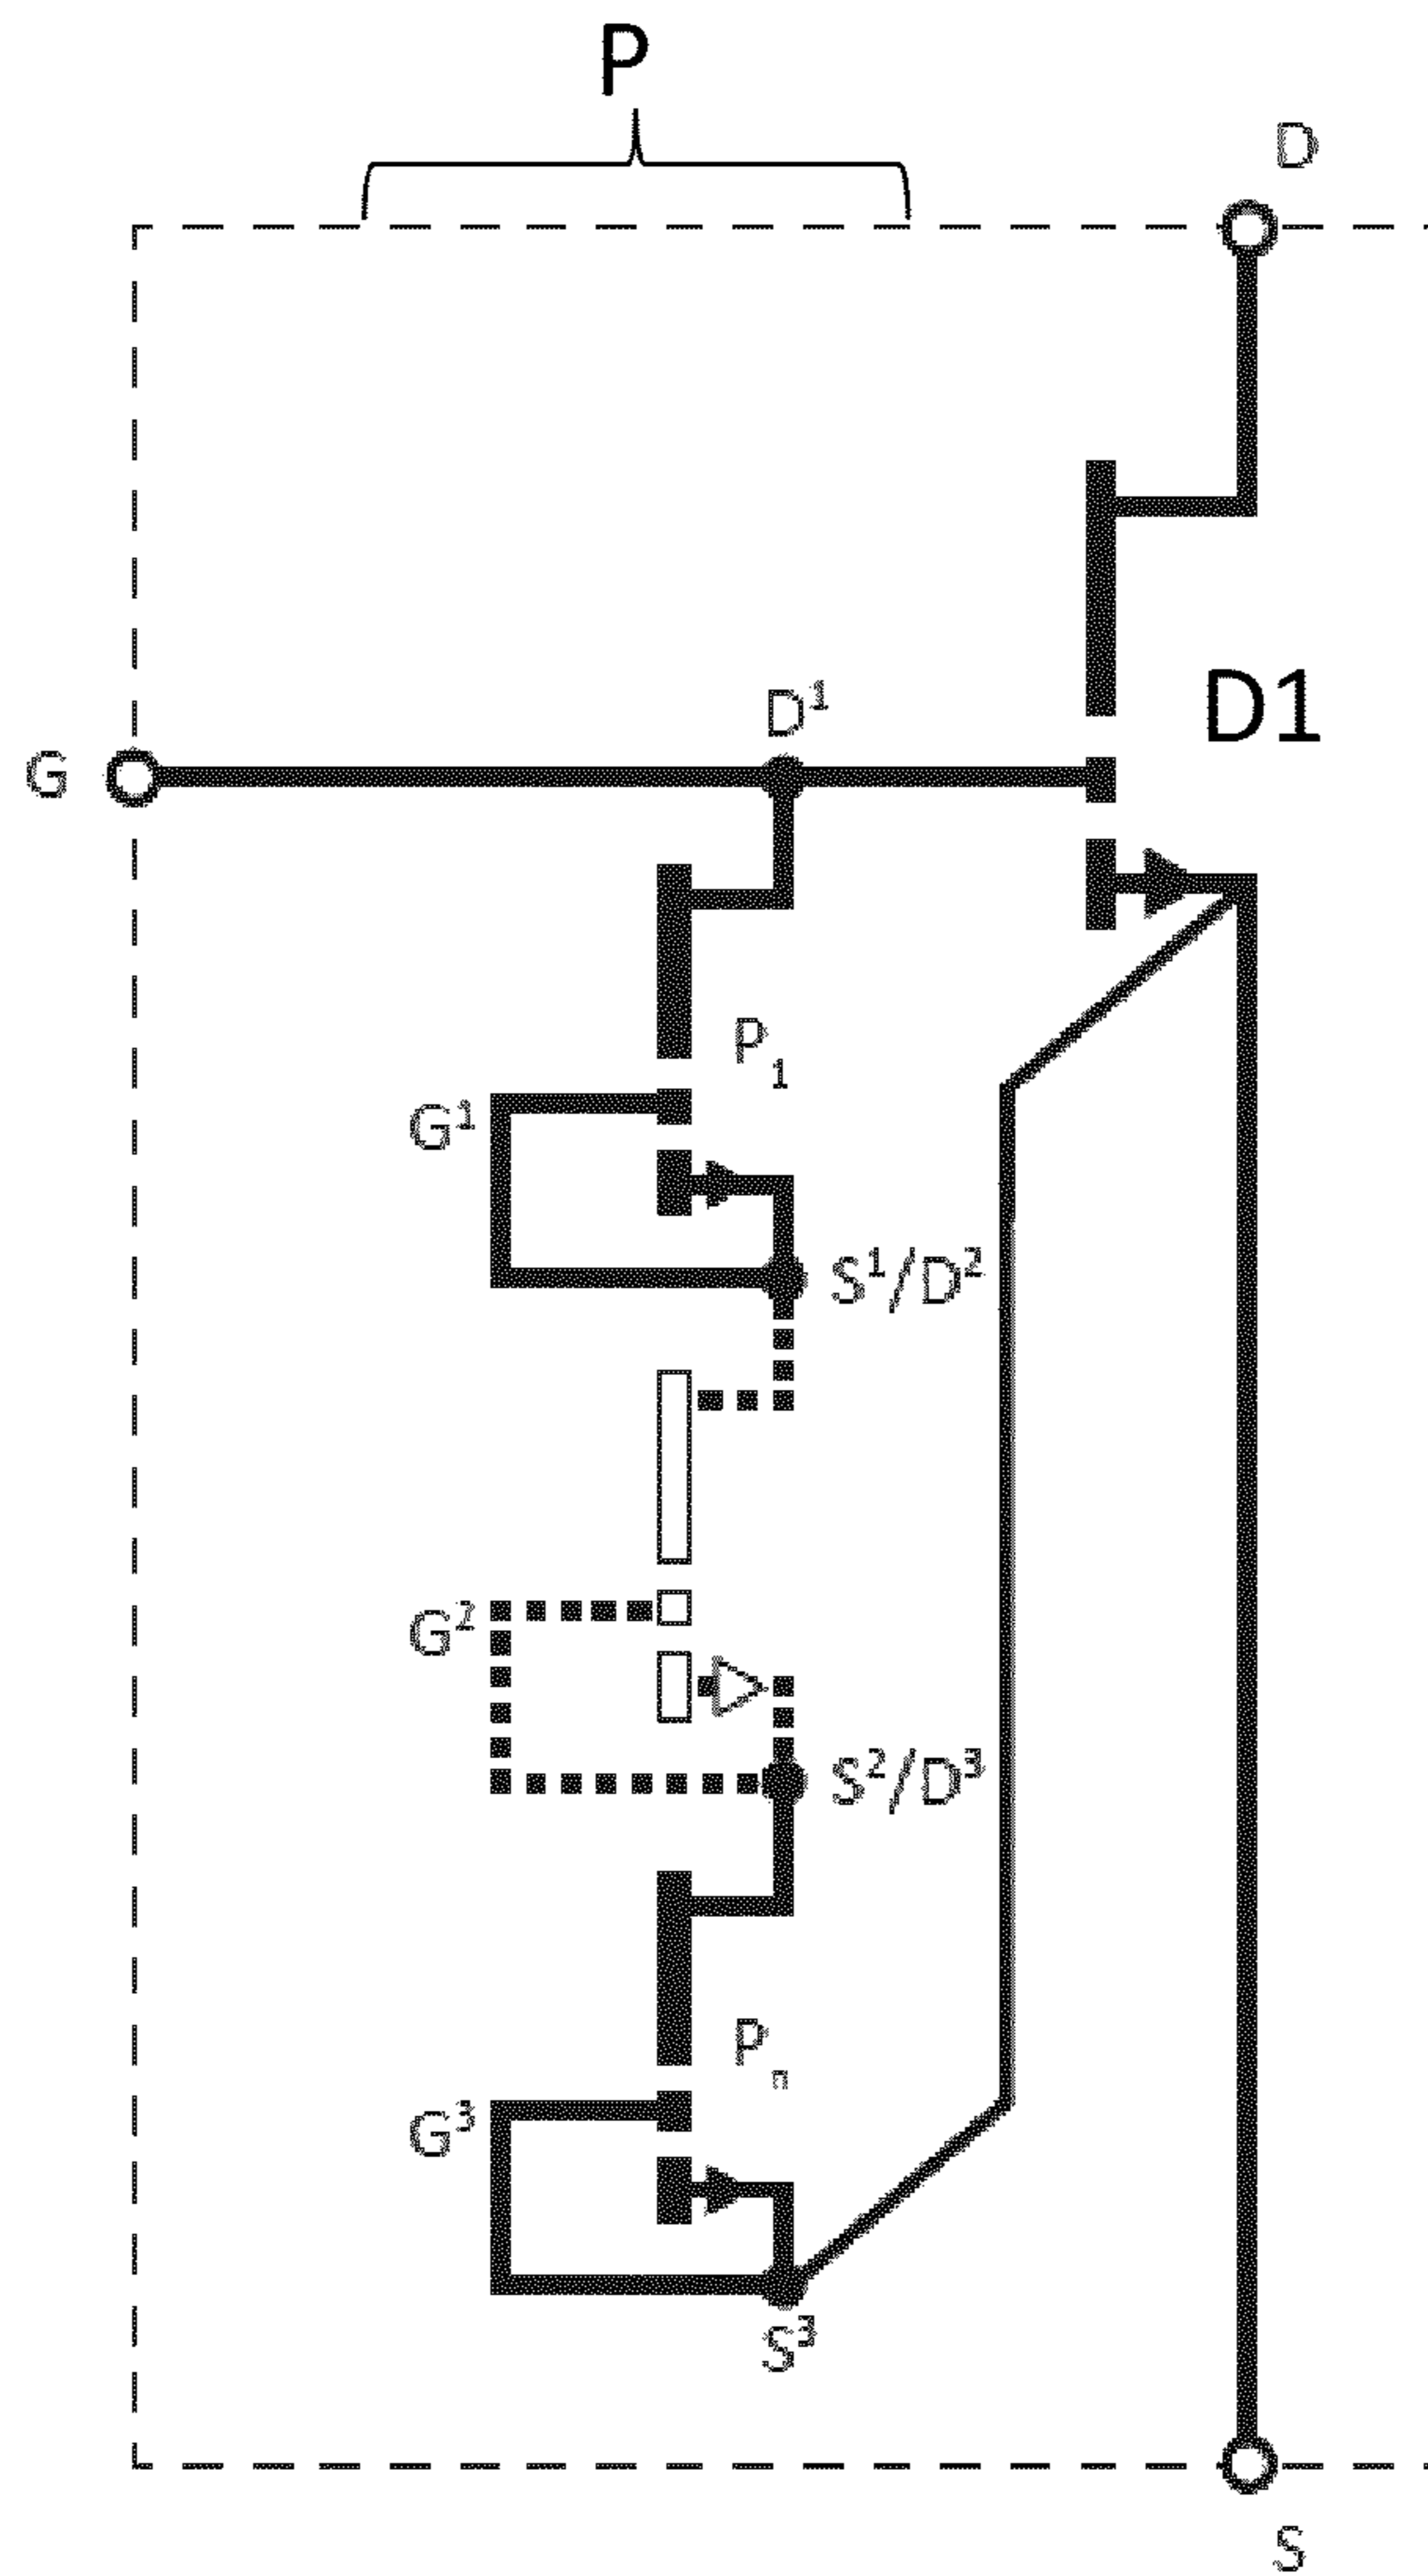 P
D
D1
D¹
G
P₁
G¹
S¹/D²
G²
S²/D³
Pₙ
G³
S³
S